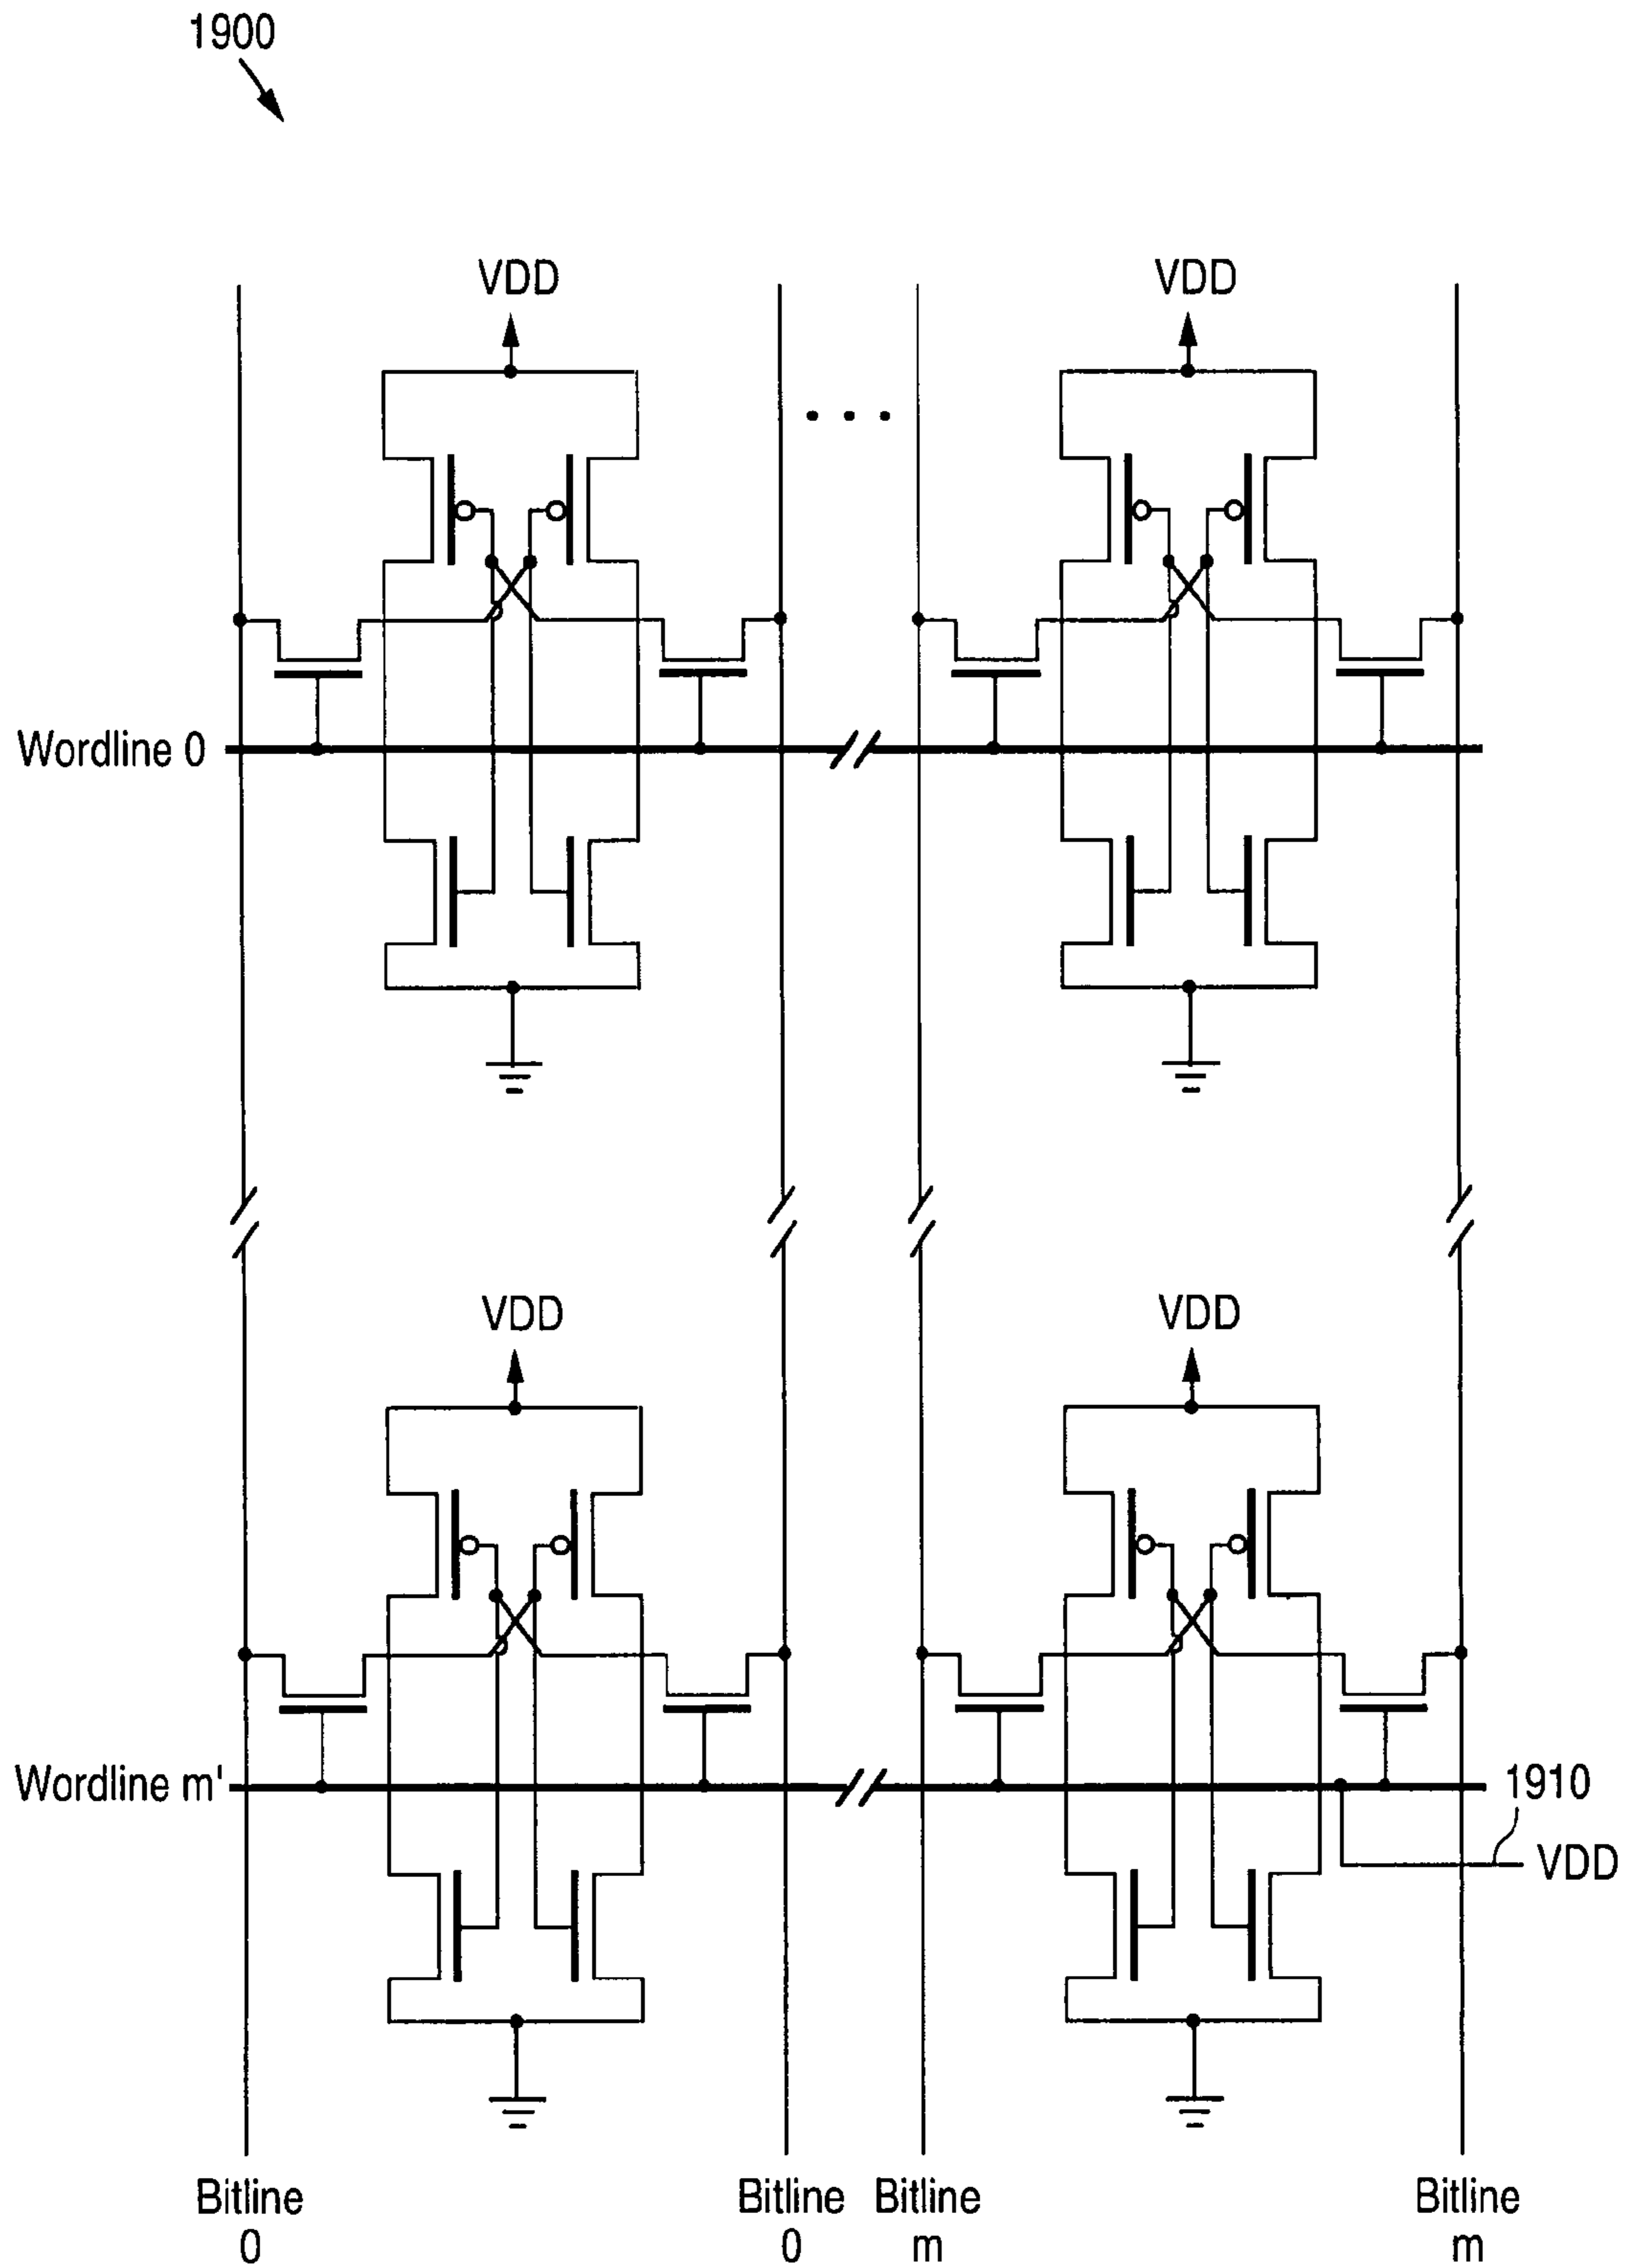 1900
VDD VDD
Wordline 0
VDD VDD
Wordline m'
1910
VDD
Bitline Bitline Bitline Bitline
0 0 m m